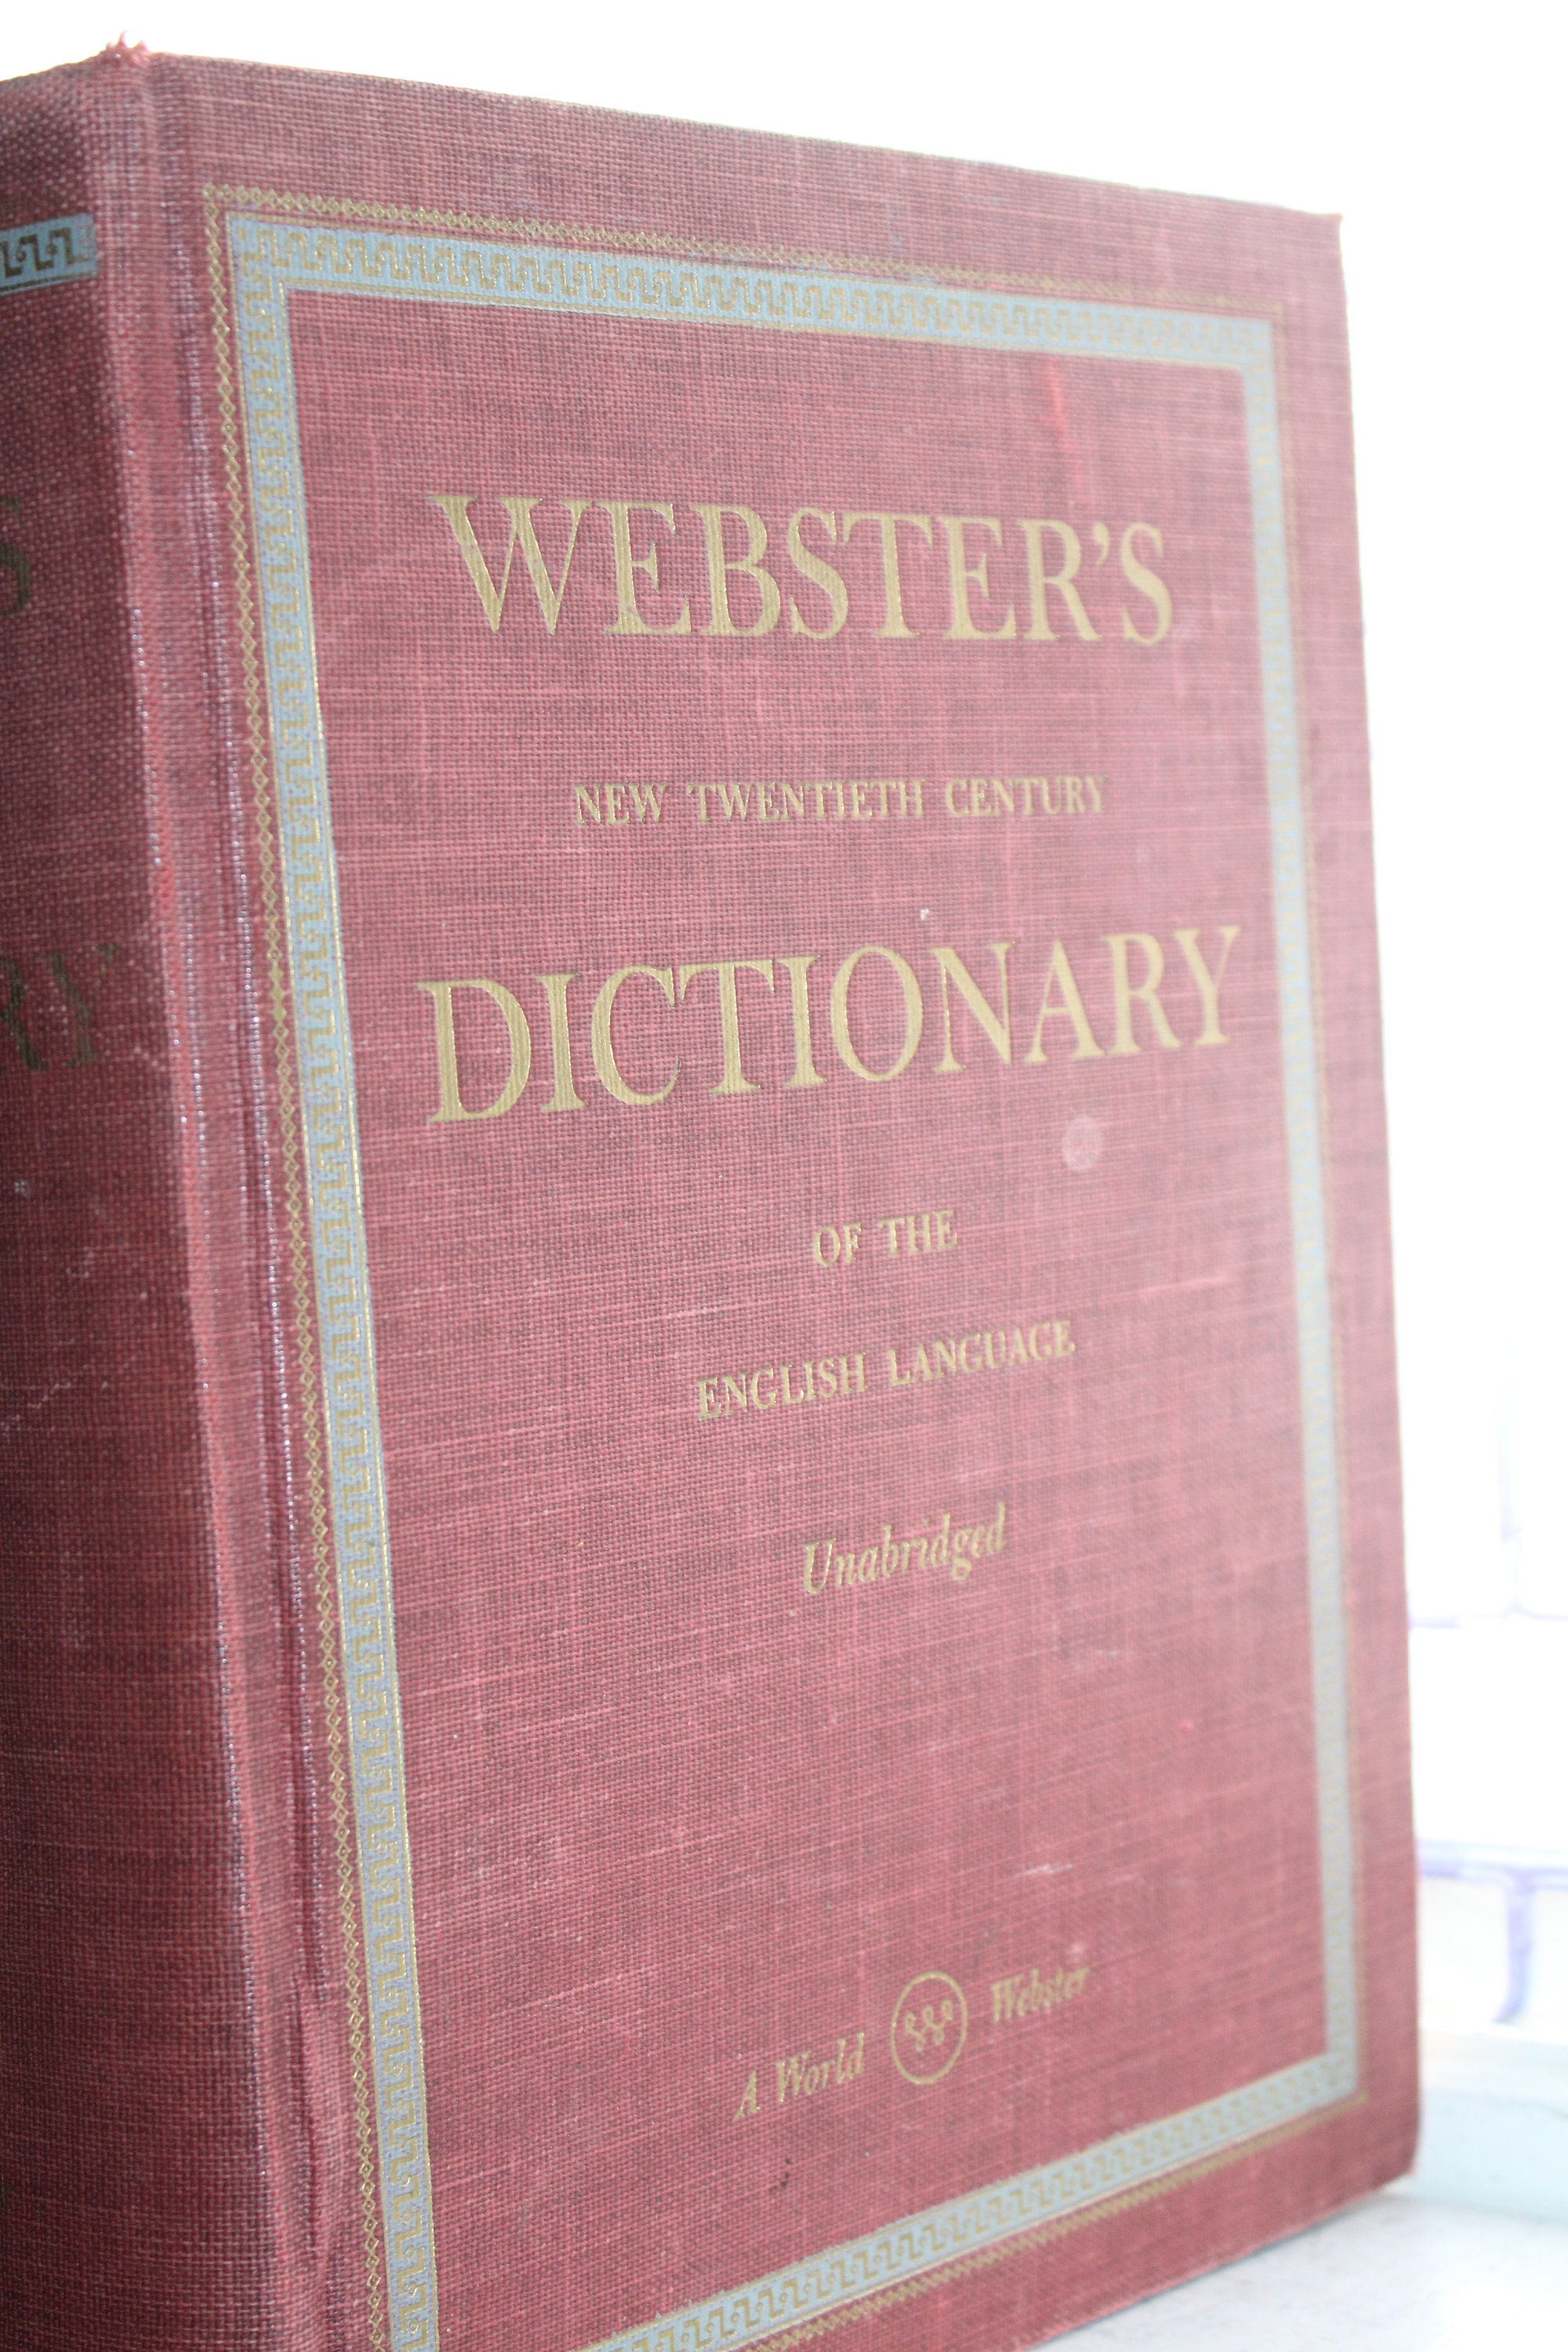 WEBSTER'S
NEW TWENTIETH CENTURY
DICTIONARY
OF THE
ENGLISH LANGUAGE
Unabridged
A World Webster